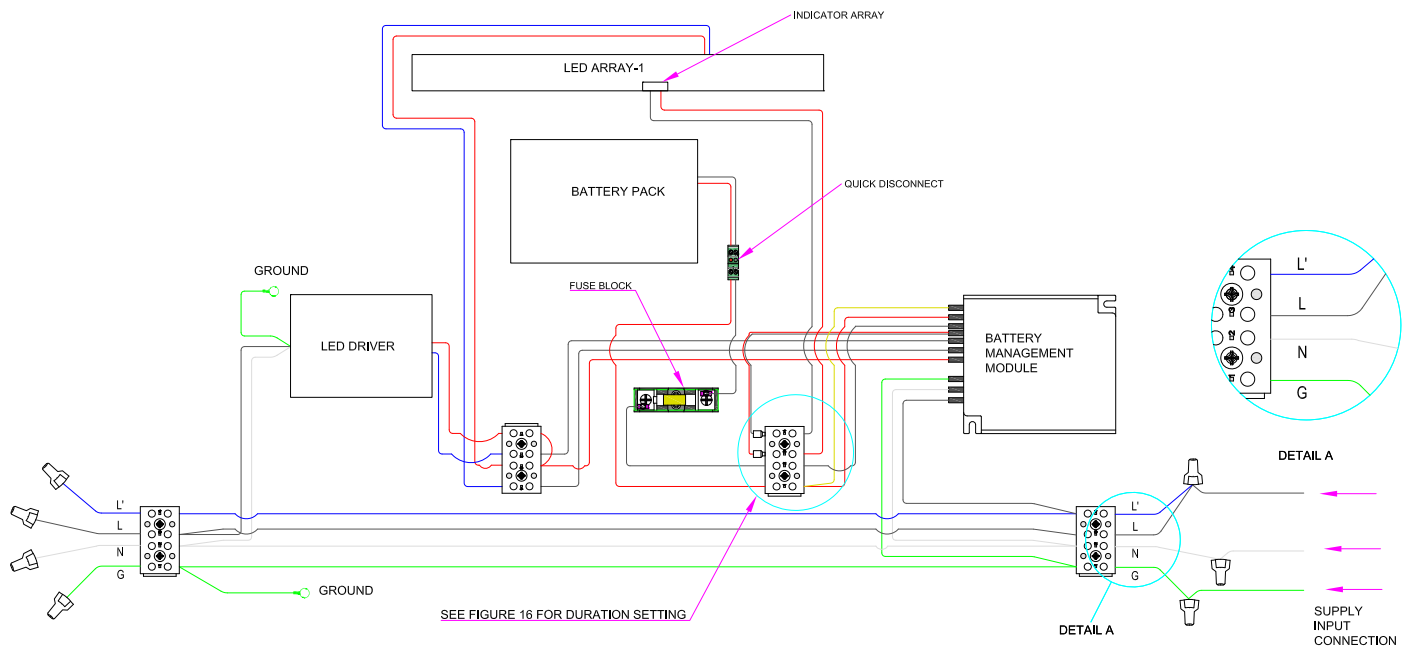 INDICATOR ARRAY
LED ARRAY-1
BATTERY PACK
QUICK DISCONNECT
GROUND
FUSE BLOCK
LED DRIVER
BATTERY
MANAGEMENT
MODULE
L'
L
N
G
DETAIL A
L'
L
N
G
L'
L
N
G
GROUND
SEE FIGURE 16 FOR DURATION SETTING
DETAIL A
SUPPLY
INPUT
CONNECTION